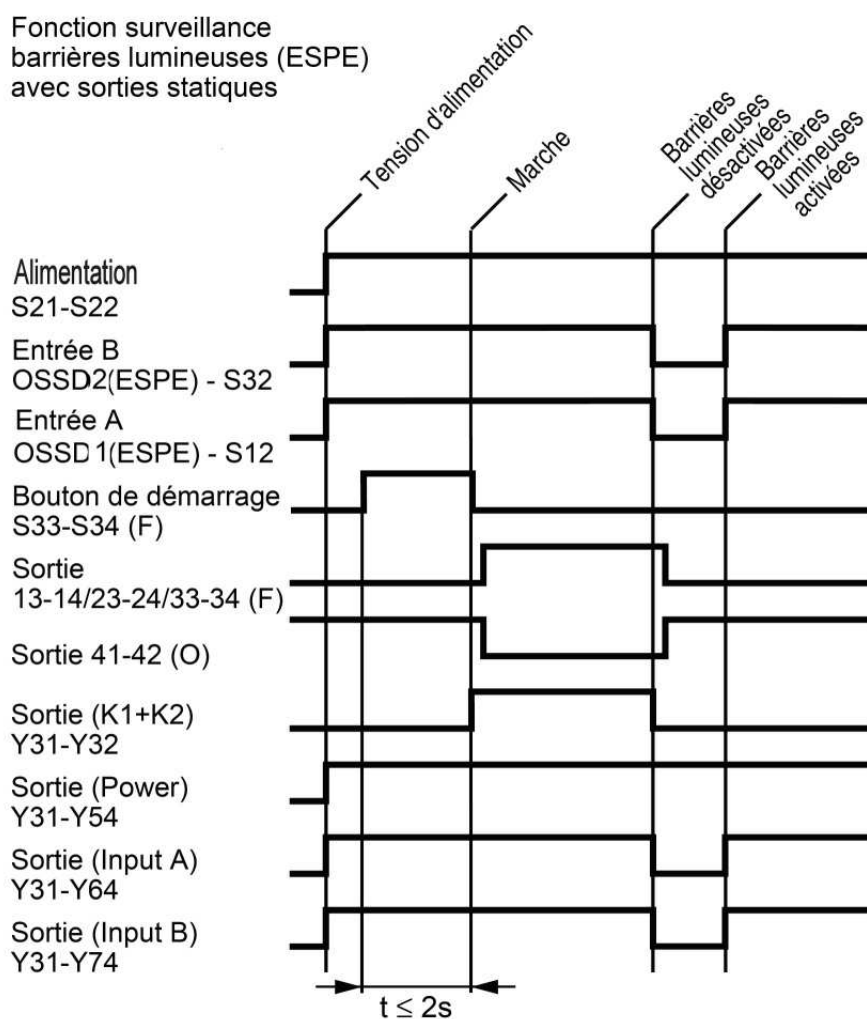 Fonction surveillance
barrières lumineuses (ESPE)
avec sorties statiques
Tension d'alimentation
Marche
Barrières
lumineuses
désactivées
Barrières
lumineuses
activées
Alimentation
S21-S22
Entrée B
OSSD2(ESPE) - S32
Entrée A
OSSD1(ESPE) - S12
Bouton de démarrage
S33-S34 (F)
Sortie
13-14/23-24/33-34 (F)
Sortie 41-42 (O)
Sortie (K1+K2)
Y31-Y32
Sortie (Power)
Y31-Y54
Sortie (Input A)
Y31-Y64
Sortie (Input B)
Y31-Y74
t ≤ 2s